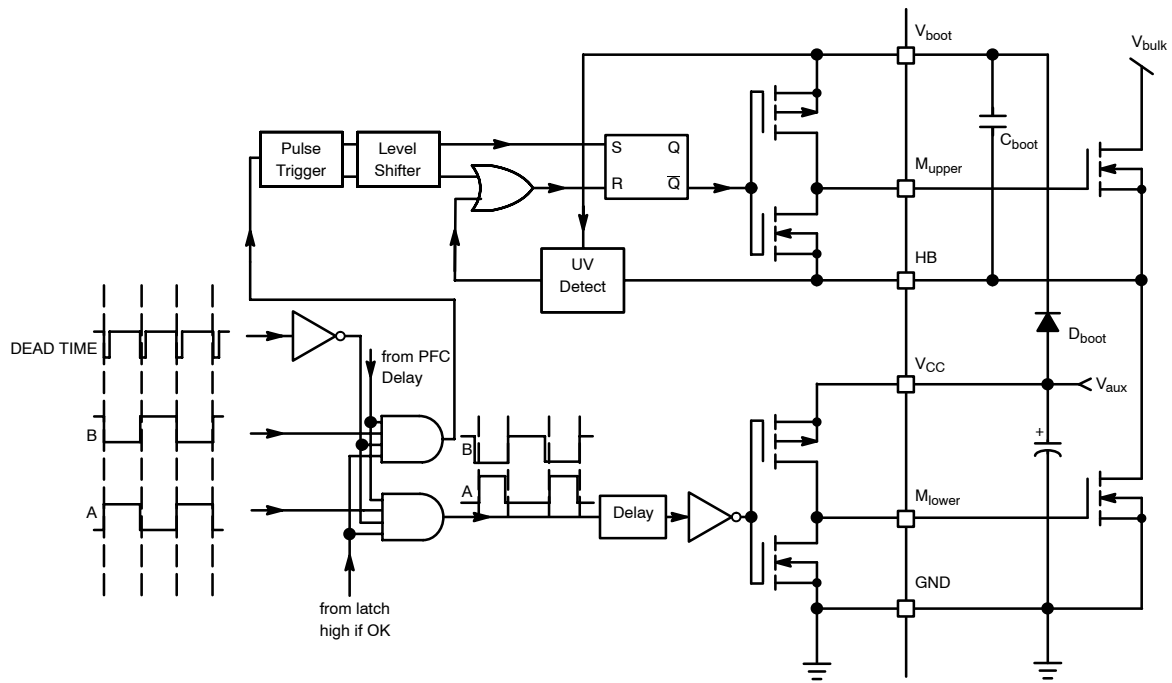 Vboot
Vbulk
Pulse
Trigger
Level
Shifter
S
Q
R
Q̅
Cboot
Mupper
HB
UV
Detect
DEAD TIME
from PFC
Delay
Dboot
VCC
Vaux
B
B
+
A
A
Delay
Mlower
GND
from latch
high if OK